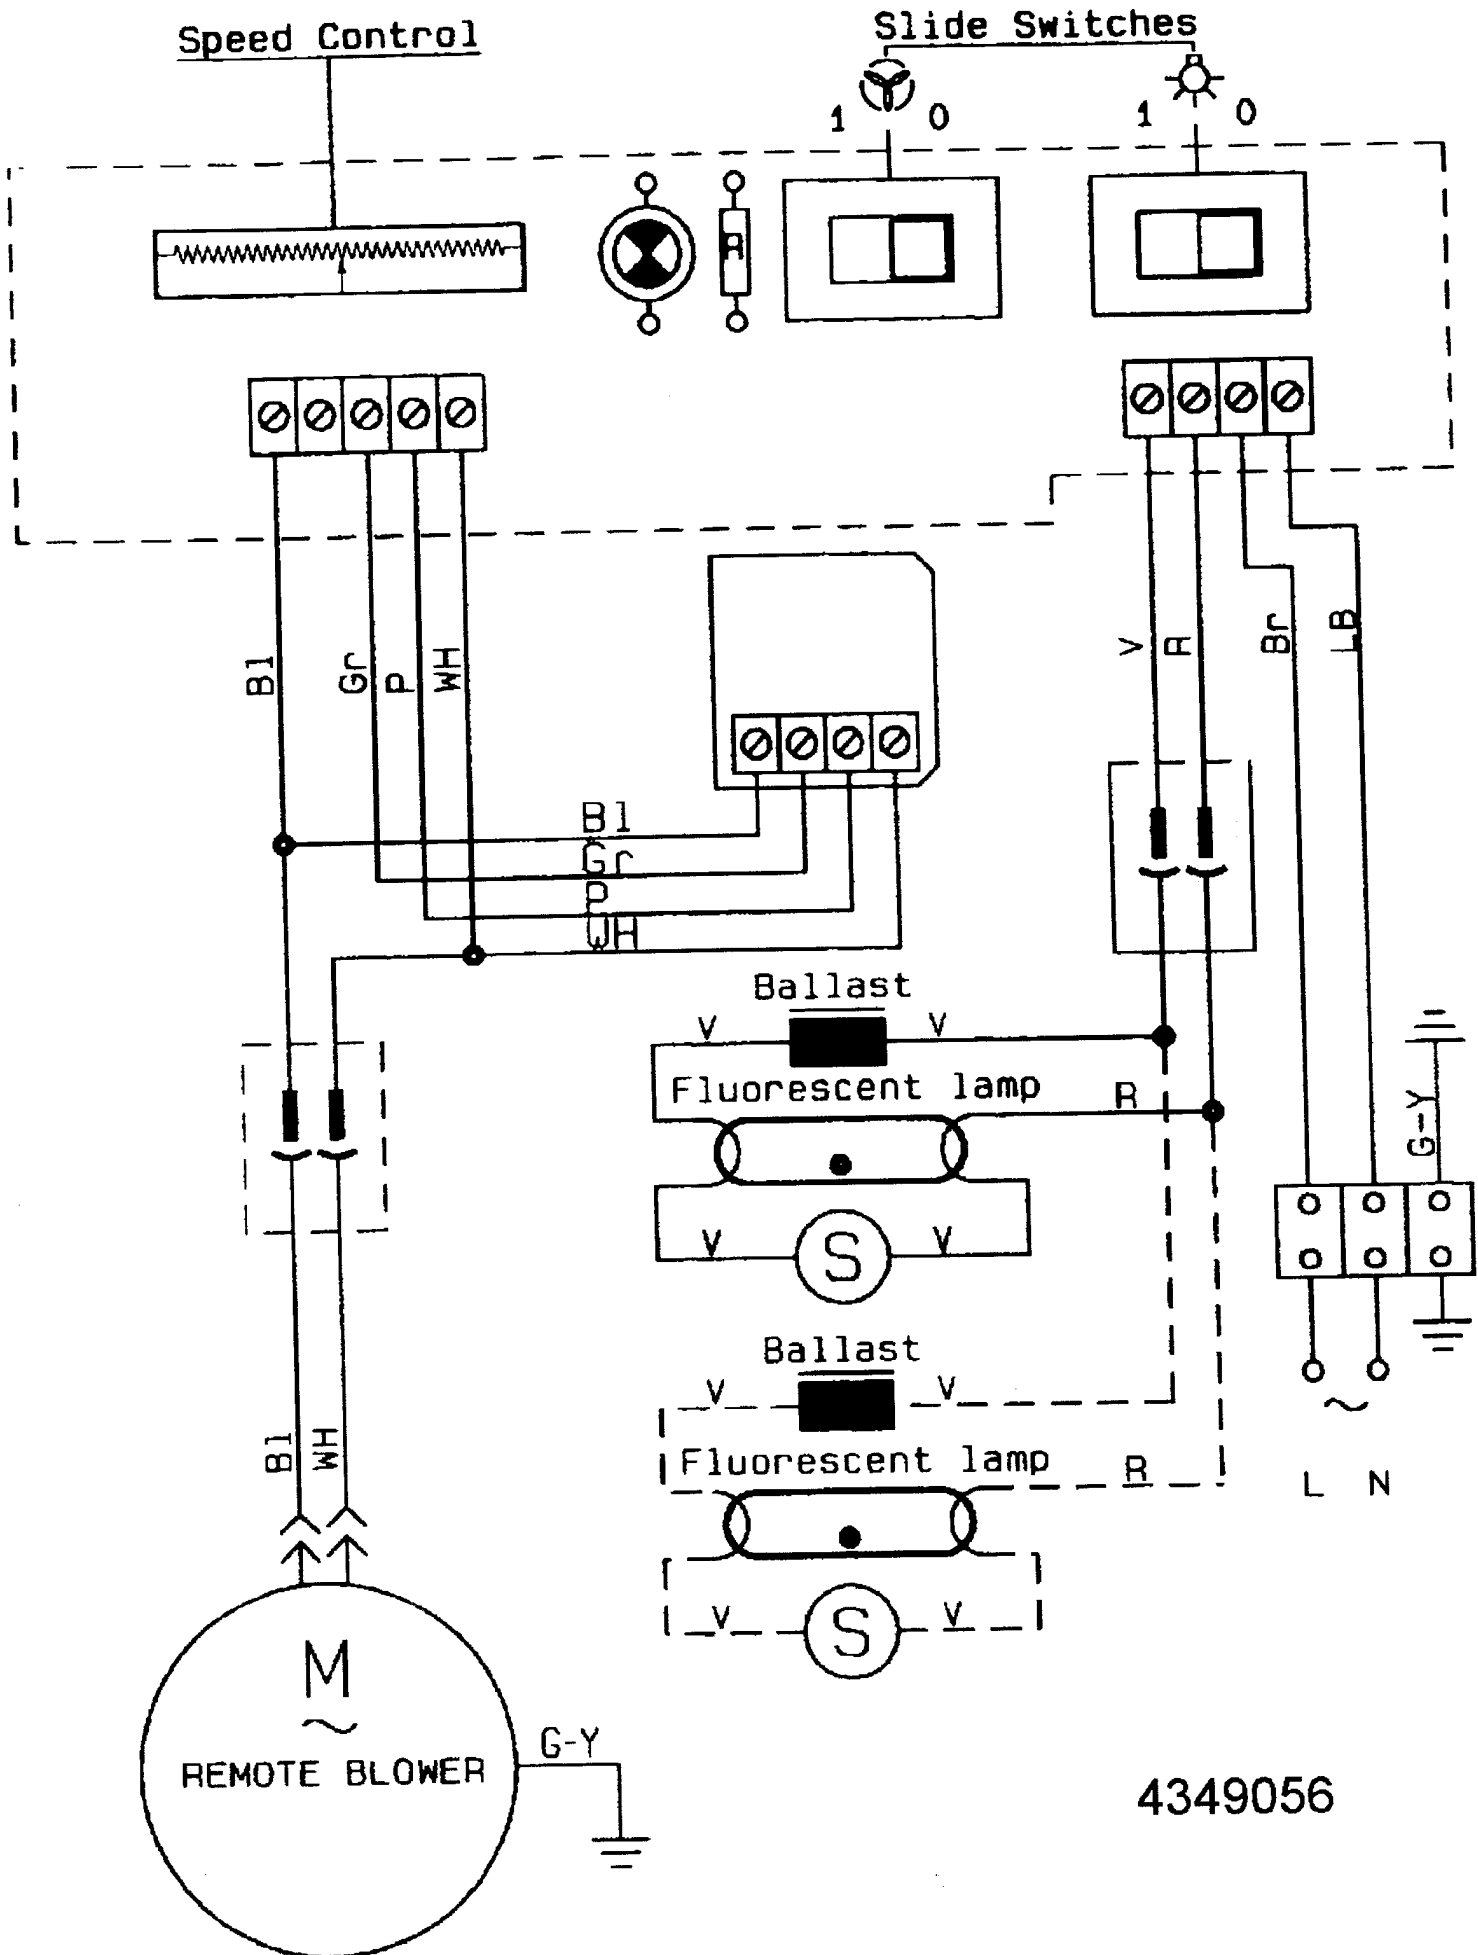 Speed Control
Slide Switches
1 0
1 0
R
Bl
Gr
P
WH
V
R
Br
LB
Bl
Gr
P
WH
Ballast
V
V
Fluorescent lamp
R
G-Y
V
S
V
Ballast
V
V
Fluorescent lamp
R
L N
Bl
WH
V
S
V
M
REMOTE BLOWER
G-Y
4349056